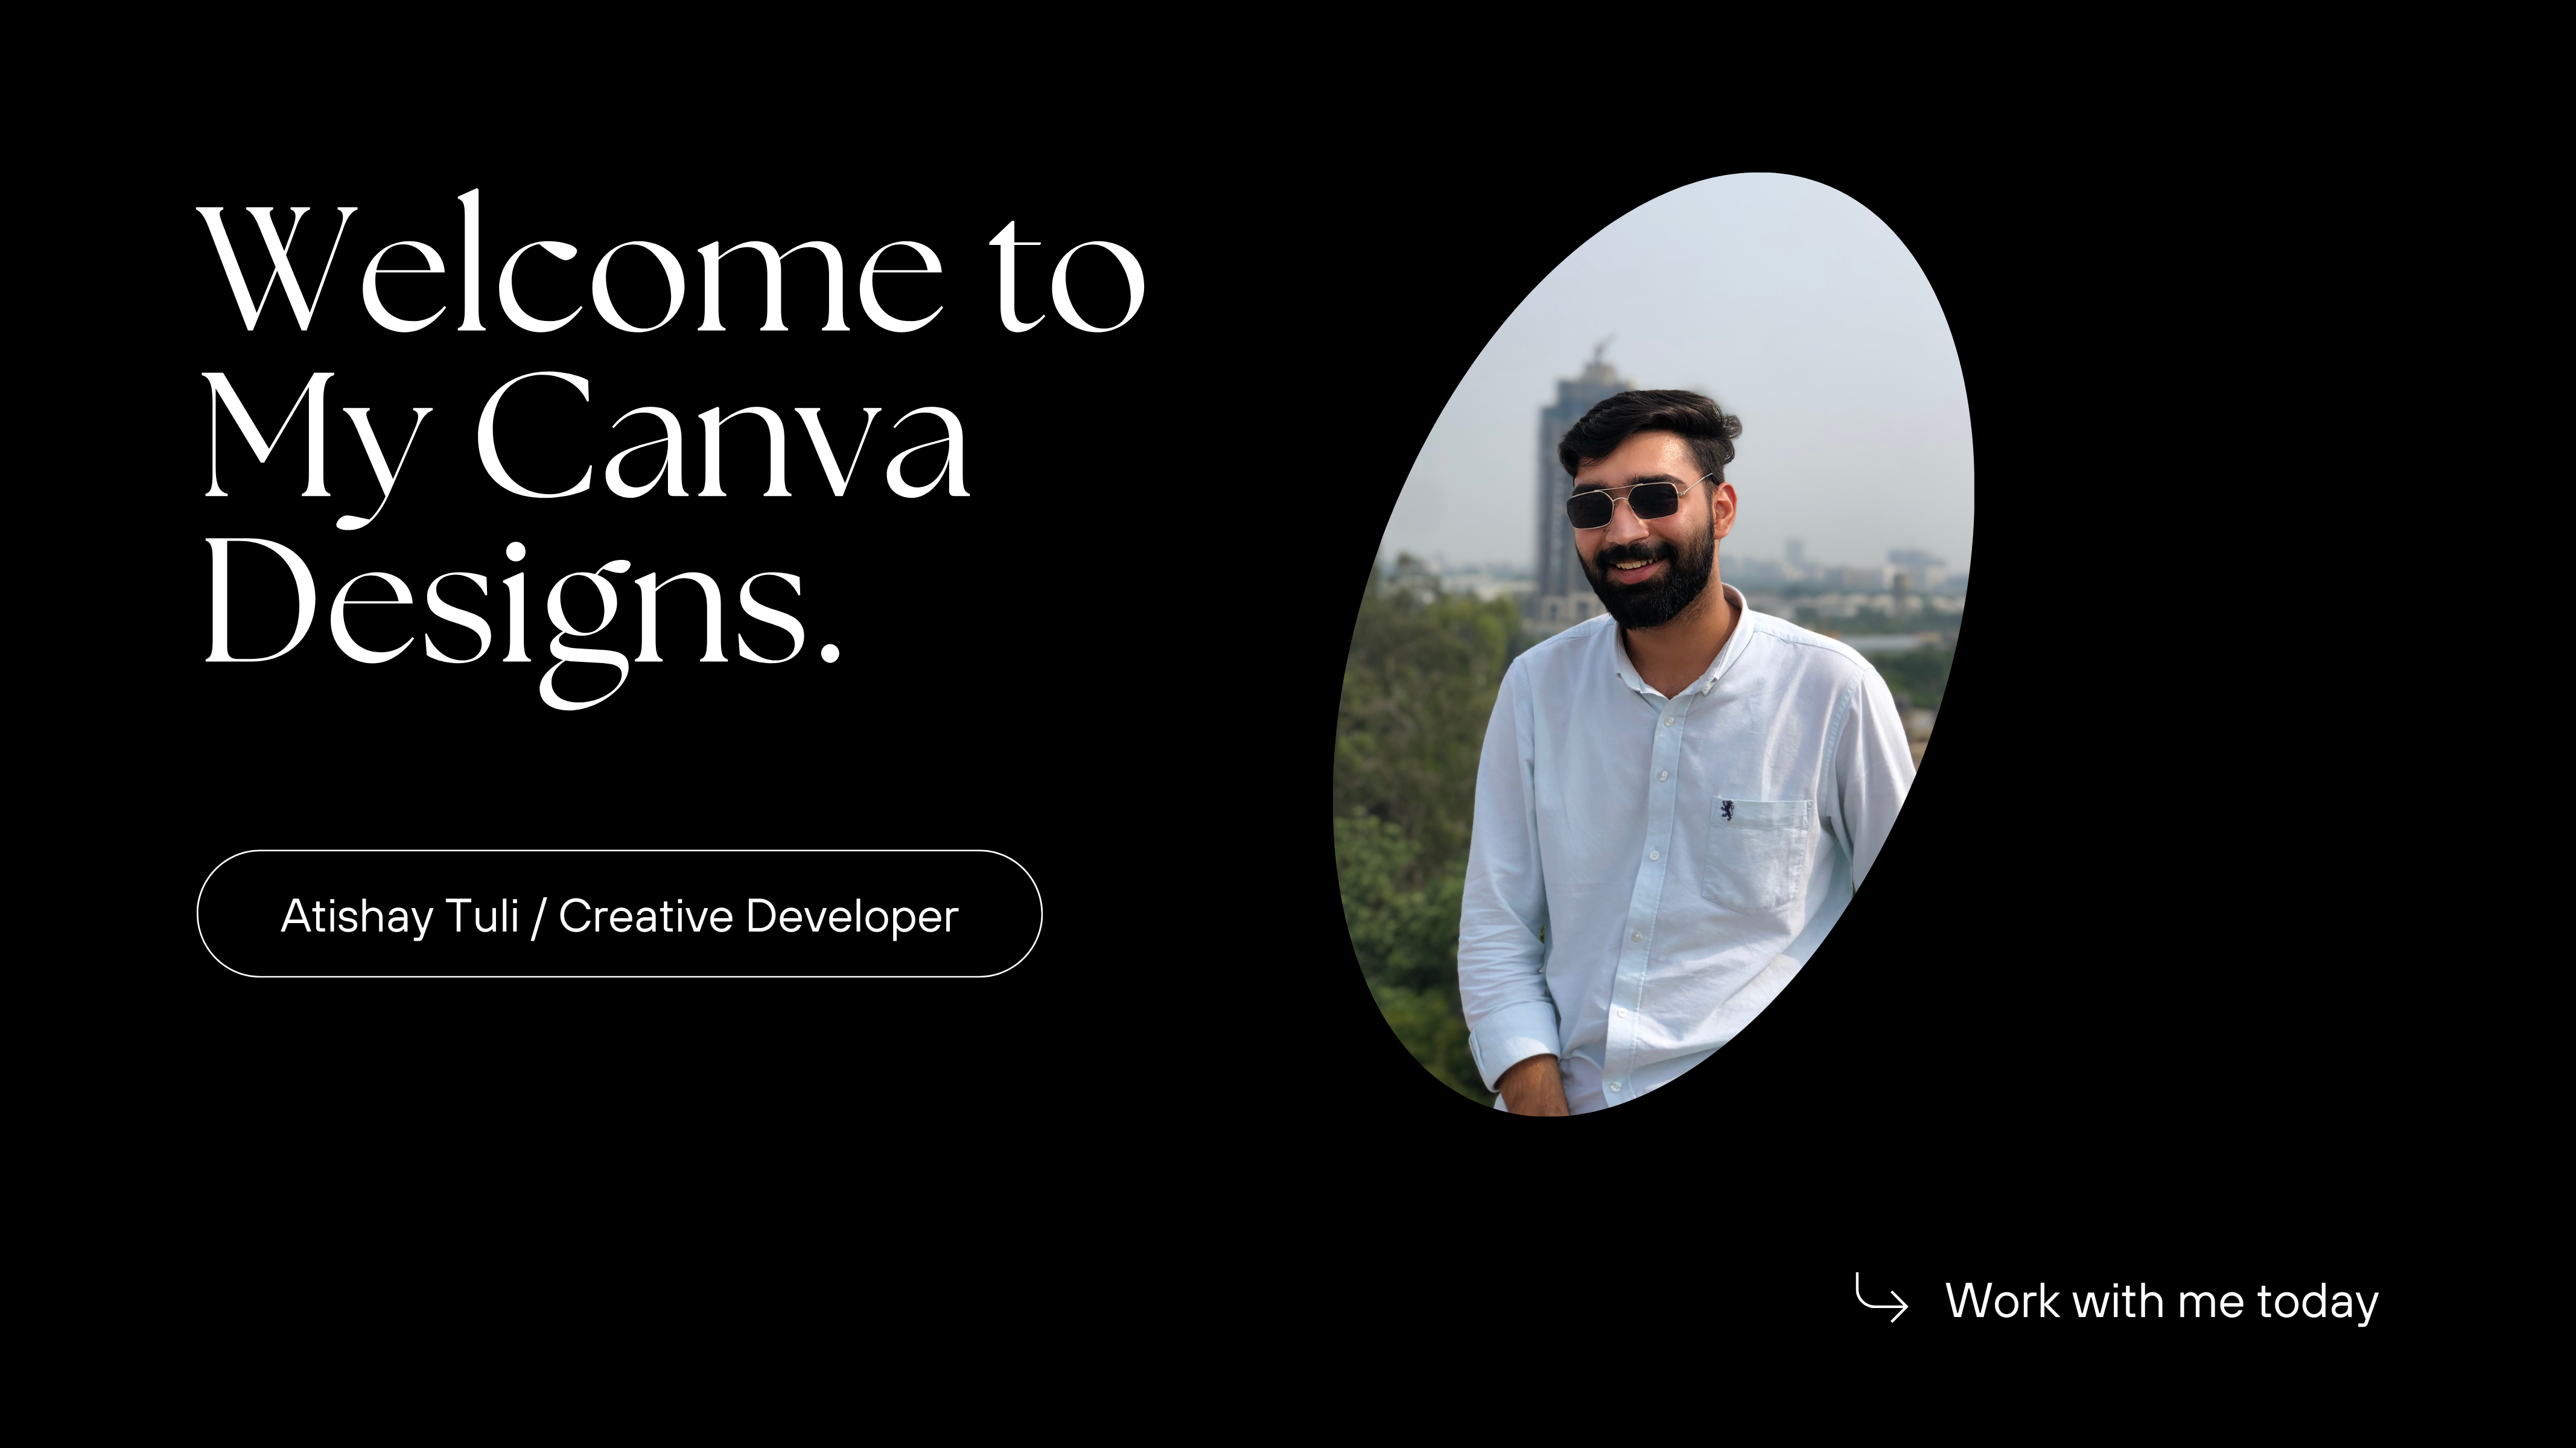 Welcome to
My Canva
Designs.
Atishay Tuli / Creative Developer
Work with me today